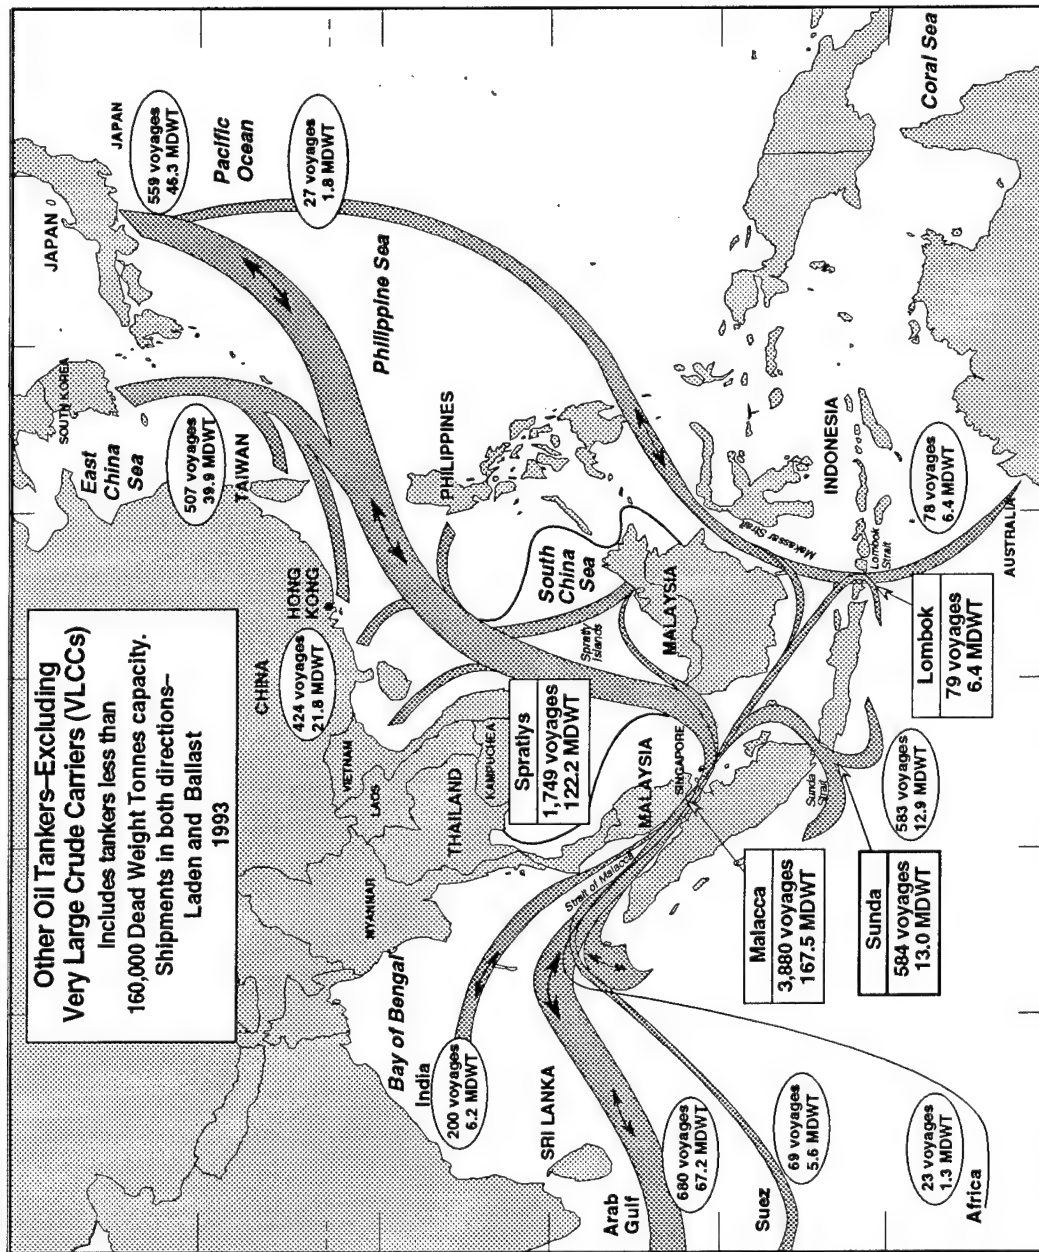 Other Oil Tankers–Excluding
Very Large Crude Carriers (VLCCs)
Includes tankers less than
160,000 Dead Weight Tonnes capacity.
Shipments in both directions–
Laden and Ballast
1993
JAPAN
JAPAN
559 voyages
46.3 MDWT
Pacific
Ocean
27 voyages
1.8 MDWT
SOUTH KOREA
East
China
Sea
507 voyages
39.9 MDWT
TAIWAN
Philippine Sea
PHILIPPINES
HONG
KONG
CHINA
424 voyages
21.8 MDWT
VIETNAM
LAOS
THAILAND
KAMPUCHEA
MYANMAR
South
China
Sea
Spratly
Islands
Spratlys
1,749 voyages
122.2 MDWT
MALAYSIA
MALAYSIA
SINGAPORE
Strait of Malacca
Bay of Bengal
India
200 voyages
6.2 MDWT
SRI LANKA
Arab
Gulf
680 voyages
67.2 MDWT
Suez
69 voyages
5.6 MDWT
Africa
23 voyages
1.3 MDWT
Malacca
3,880 voyages
167.5 MDWT
Sunda
584 voyages
13.0 MDWT
Sunda
Strait
583 voyages
12.9 MDWT
Lombok
79 voyages
6.4 MDWT
Lombok
Strait
Makassar Strait
INDONESIA
78 voyages
6.4 MDWT
AUSTRALIA
Coral Sea